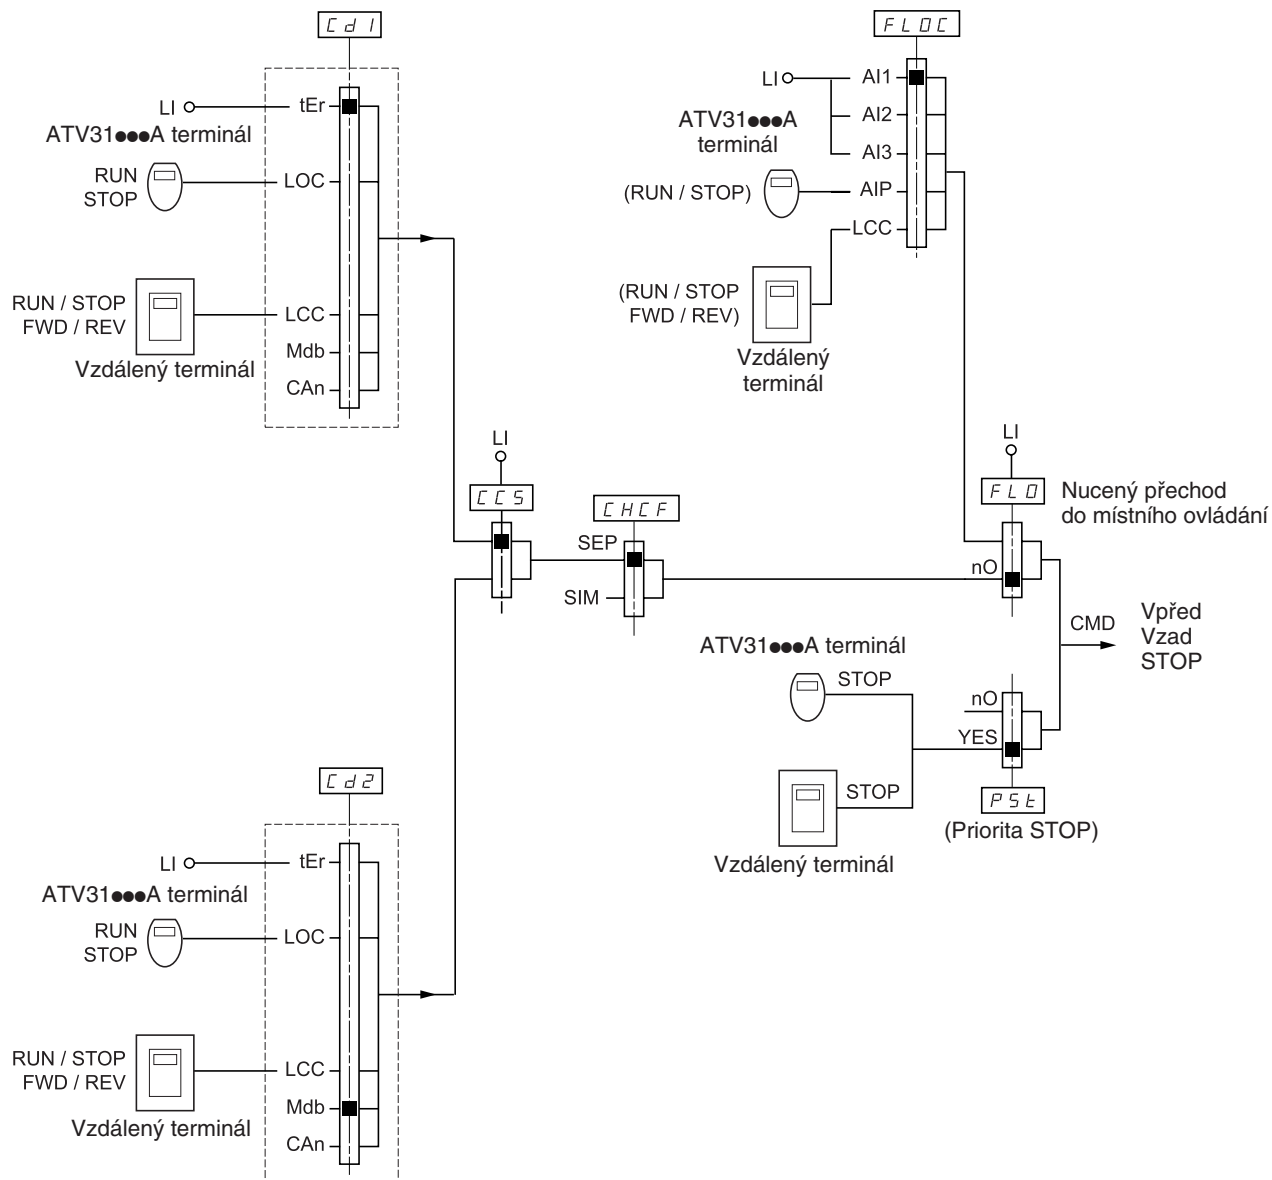 Cd1
LI
tEr
ATV31●●●A terminál
RUN
STOP
LOC
RUN / STOP
FWD / REV
LCC
Vzdálený terminál
Mdb
CAn
FLOC
LI
AI1
ATV31●●●A
terminál
AI2
AI3
(RUN / STOP)
AIP
LCC
(RUN / STOP
FWD / REV)
Vzdálený
terminál
LI
CCS
CHCF
SEP
SIM
LI
FLO
Nucený přechod
do místního ovládání
nO
CMD
Vpřed
Vzad
STOP
ATV31●●●A terminál
STOP
nO
YES
STOP
PSt
(Priorita STOP)
Vzdálený terminál
Cd2
LI
tEr
ATV31●●●A terminál
RUN
STOP
LOC
RUN / STOP
FWD / REV
LCC
Mdb
Vzdálený terminál
CAn